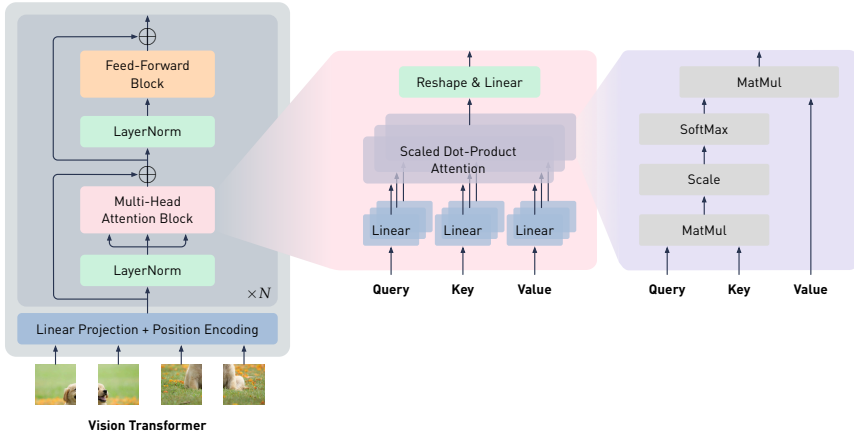 Feed-Forward
Block
LayerNorm
Multi-Head
Attention Block
LayerNorm
×N
Linear Projection + Position Encoding
Vision Transformer
Reshape & Linear
Scaled Dot-Product
Attention
Linear
Linear
Linear
Query
Key
Value
MatMul
SoftMax
Scale
MatMul
Query
Key
Value